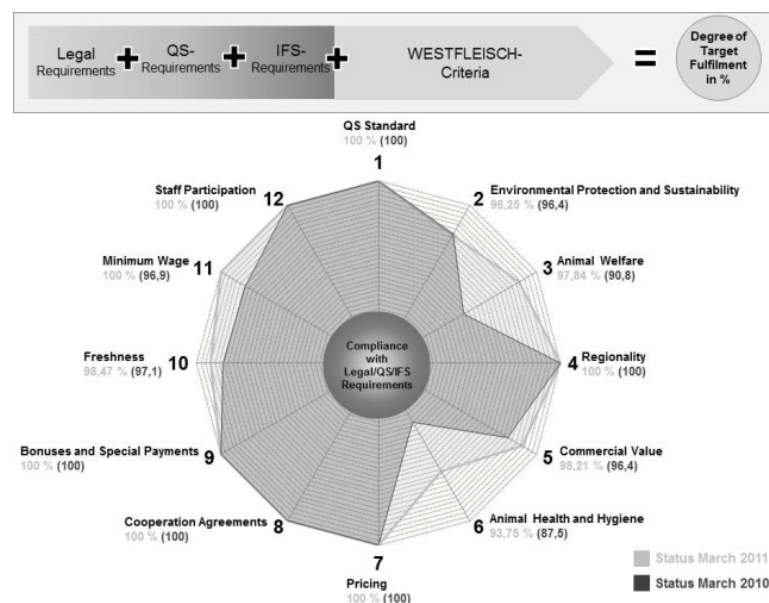 Legal
Requirements
+
QS-
Requirements
+
IFS-
Requirements
+
WESTFLEISCH-
Criteria
=
Degree of
Target
Fulfilment
in %
QS Standard
100 % (100)
1
Environmental Protection and Sustainability
96,25 % (96,4)
2
Animal Welfare
97,84 % (90,8)
3
Regionality
100 % (100)
4
Commercial Value
98,21 % (96,4)
5
Animal Health and Hygiene
93,75 % (87,5)
6
7
Pricing
100 % (100)
Cooperation Agreements
100 % (100)
8
Bonuses and Special Payments
100 % (100)
9
Freshness
98,47 % (97,1)
10
Minimum Wage
100 % (96,9)
11
Staff Participation
100 % (100)
12
Compliance
with
Legal/QS/IFS
Requirements
Status March 2011
Status March 2010